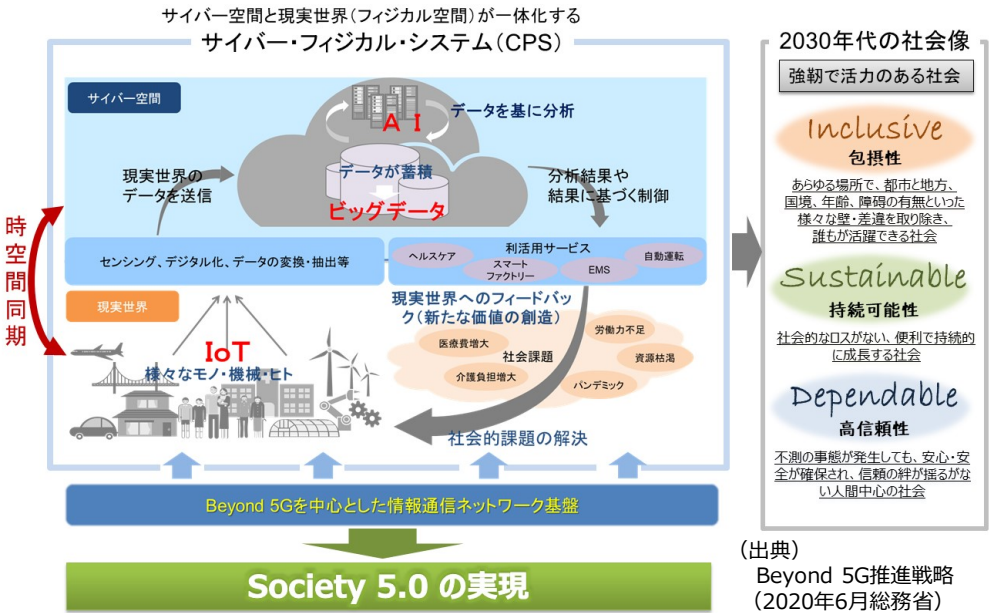 サイバー空間と現実世界（フィジカル空間）が一体化する
サイバー・フィジカル・システム（CPS）
サイバー空間
AI
データを基に分析
現実世界の
データを送信
データが蓄積
ビッグデータ
分析結果や
結果に基づく制御
時空間同期
センシング、デジタル化、データの変換・抽出等
利活用サービス
ヘルスケア
スマート
ファクトリー
EMS
自動運転
現実世界
現実世界へのフィードバッ
ク（新たな価値の創造）
IoT
様々なモノ・機械・ヒト
医療費増大
社会課題
労働力不足
資源枯渇
介護負担増大
パンデミック
社会的課題の解決
Beyond 5Gを中心とした情報通信ネットワーク基盤
Society 5.0 の実現
2030年代の社会像
強靭で活力のある社会
Inclusive
包摂性
あらゆる場所で、都市と地方、
国境、年齢、障碍の有無といった
様々な壁・差違を取り除き、
誰もが活躍できる社会
Sustainable
持続可能性
社会的なロスがない、便利で持続的
に成長する社会
Dependable
高信頼性
不測の事態が発生しても、安心・安
全が確保され、信頼の絆が揺るがな
い人間中心の社会
（出典）
Beyond 5G推進戦略
（2020年6月総務省）